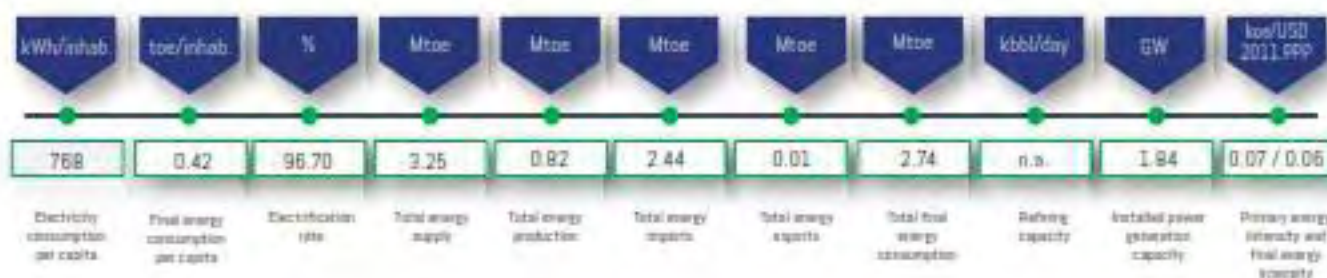 kWh/inhab.
toe/inhab.
%
Mtoe
Mtoe
Mtoe
Mtoe
Mtoe
kbbl/day
GW
koe/USD
2011 PPP
768
0.42
96.70
3.25
0.82
2.44
0.01
2.74
n.a.
1.84
0.07 / 0.06
Electricity
consumption
per capita
Final energy
consumption
per capita
Electrification
rate
Total energy
supply
Total energy
production
Total energy
imports
Total energy
exports
Total final
energy
consumption
Refining
capacity
Installed power
generation
capacity
Primary energy
intensity and
final energy
intensity